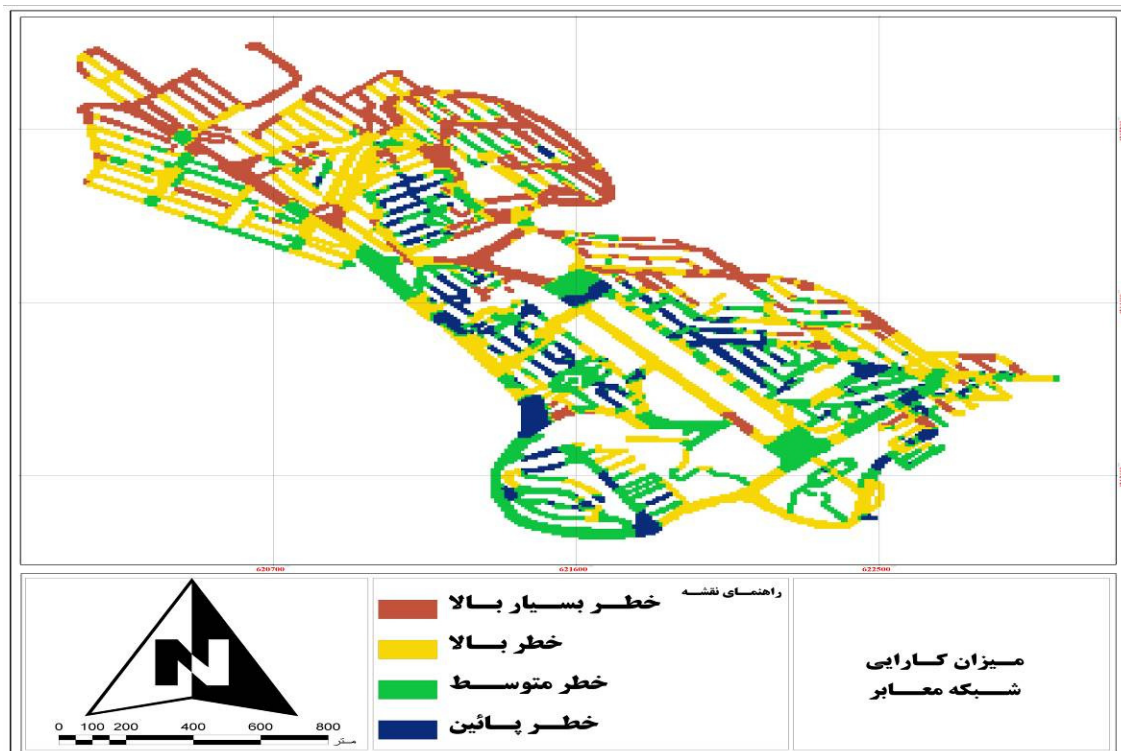 620700 621600 622500
راهنمای نقشه
خطر بسیار بالا
خطر بالا
خطر متوسط
خطر پائین
میزان کارایی
شبکه معابر
N
0 100 200 400 600 800
متر